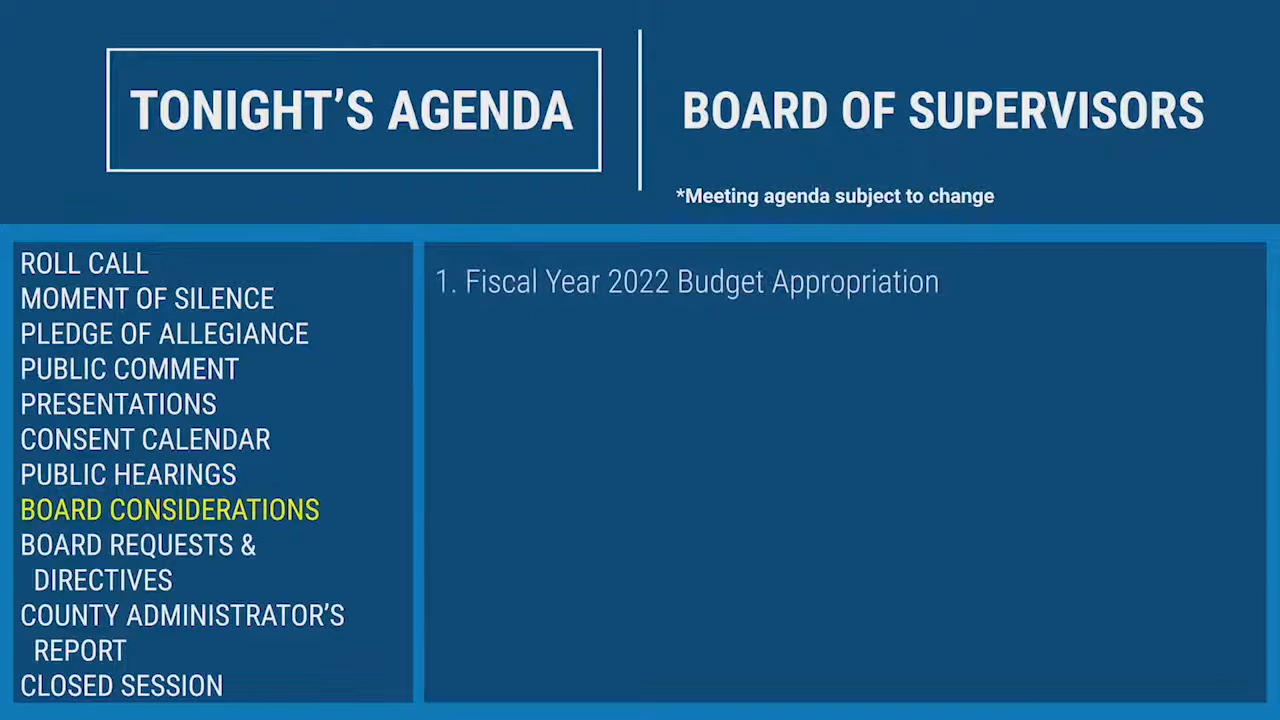 TONIGHT’S AGENDA
BOARD OF SUPERVISORS
*Meeting agenda subject to change
ROLL CALL
MOMENT OF SILENCE
PLEDGE OF ALLEGIANCE
PUBLIC COMMENT
PRESENTATIONS
CONSENT CALENDAR
PUBLIC HEARINGS
BOARD CONSIDERATIONS
BOARD REQUESTS &
DIRECTIVES
COUNTY ADMINISTRATOR’S
REPORT
CLOSED SESSION
1. Fiscal Year 2022 Budget Appropriation